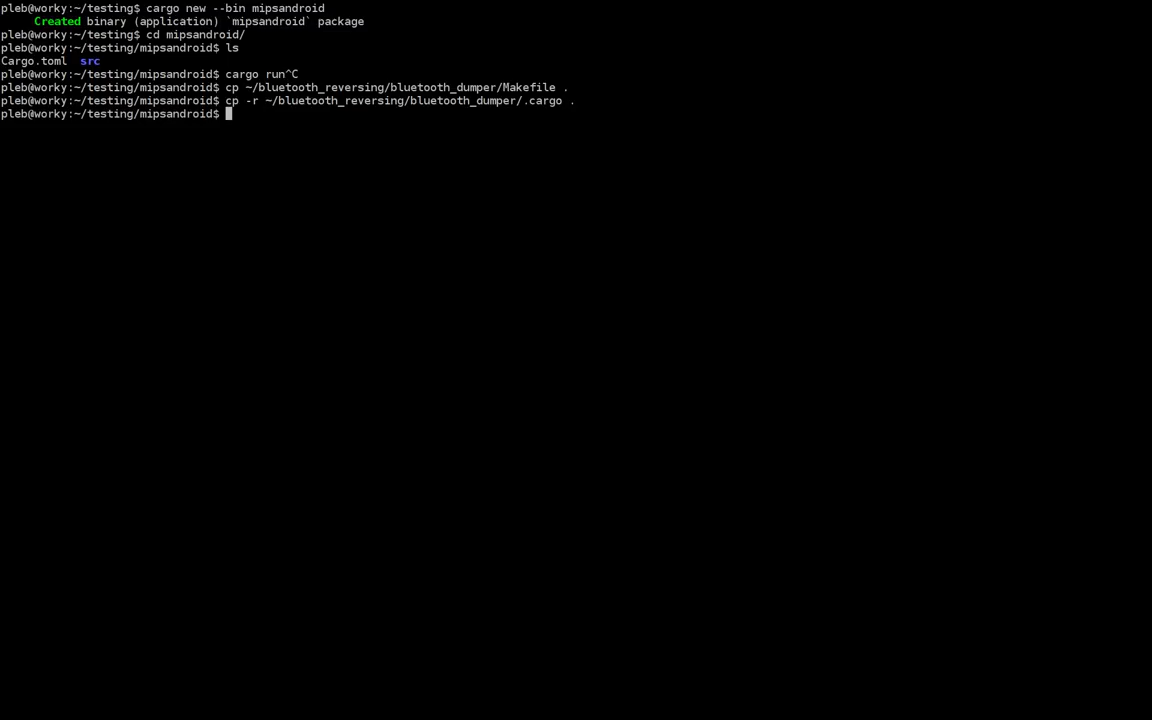 pleb@worky:~/testing$ cargo new --bin mipsandroid
     Created binary (application) `mipsandroid` package
pleb@worky:~/testing$ cd mipsandroid/
pleb@worky:~/testing/mipsandroid$ ls
Cargo.toml  src
pleb@worky:~/testing/mipsandroid$ cargo run^C
pleb@worky:~/testing/mipsandroid$ cp ~/bluetooth_reversing/bluetooth_dumper/Makefile .
pleb@worky:~/testing/mipsandroid$ cp -r ~/bluetooth_reversing/bluetooth_dumper/.cargo .
pleb@worky:~/testing/mipsandroid$